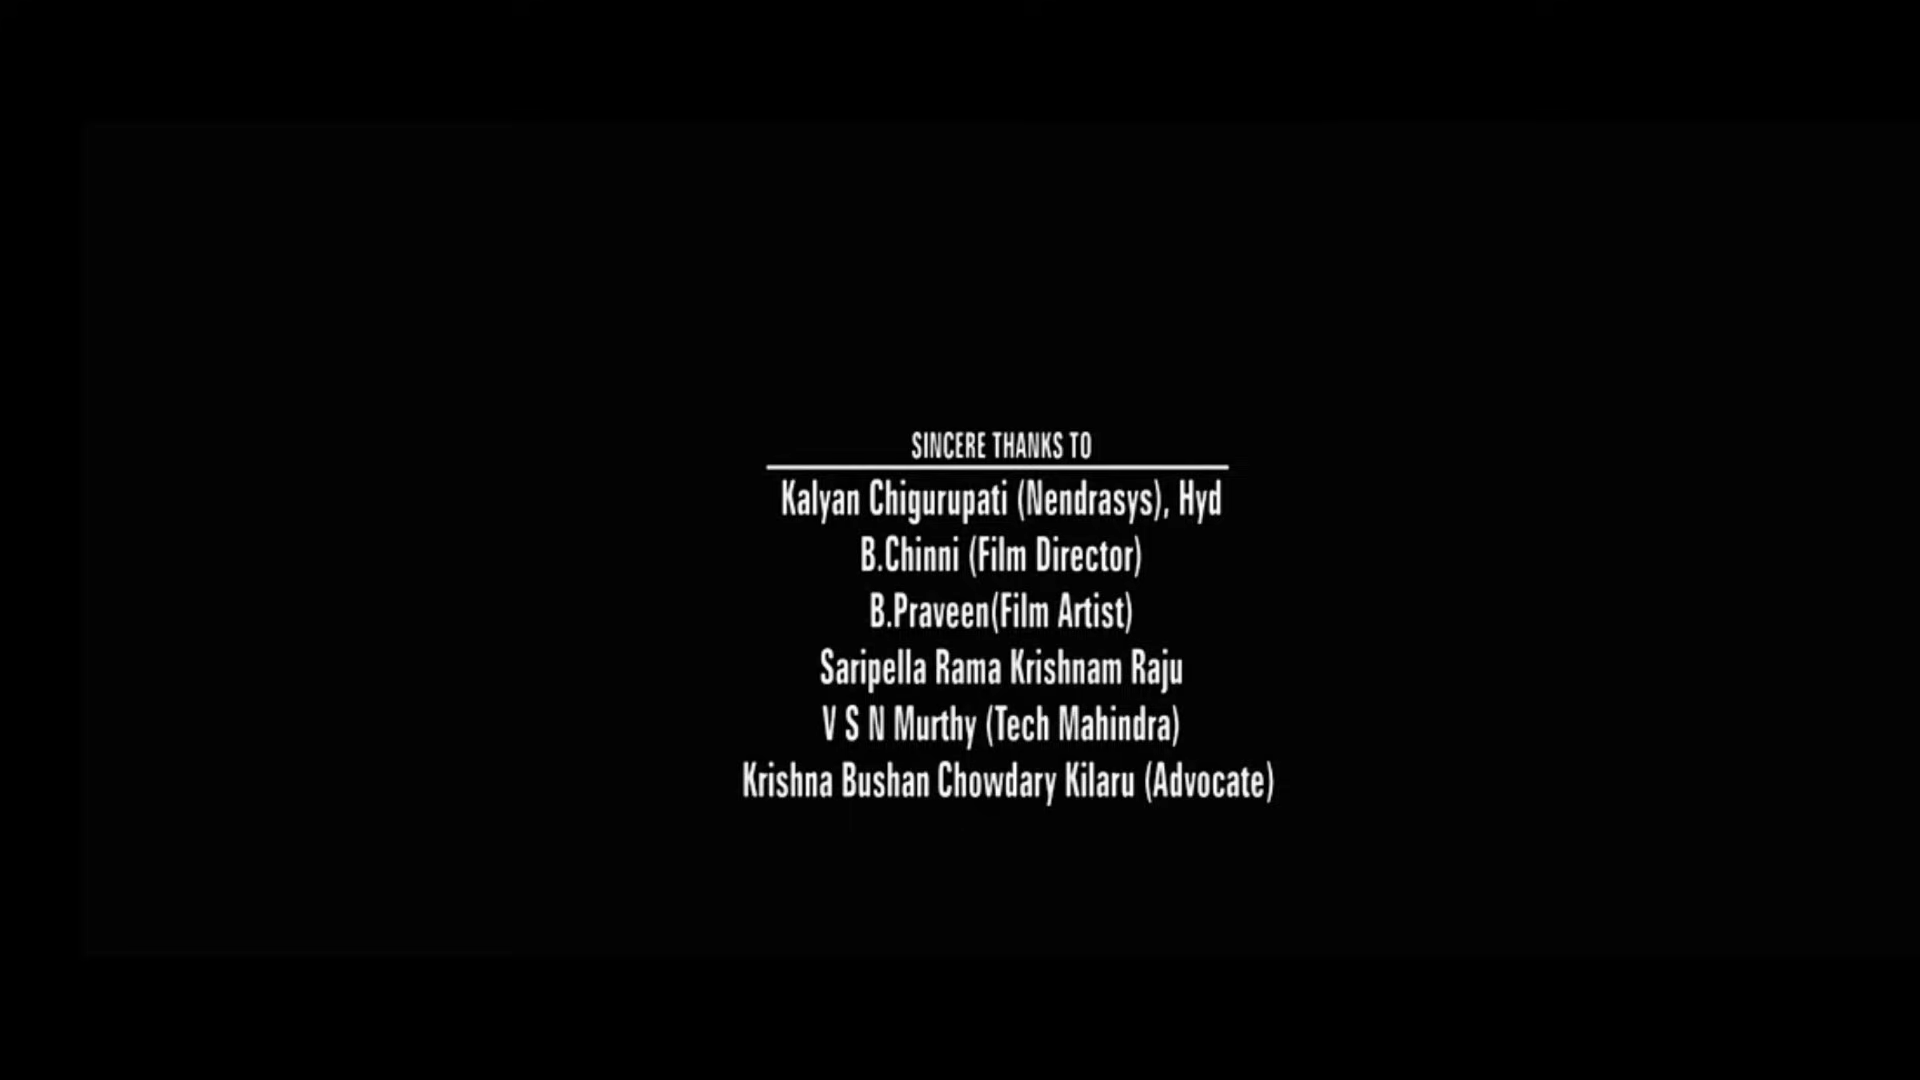 SINCERE THANKS TO
Kalyan Chigurupati (Nendrasys), Hyd
B.Chinni (Film Director)
B.Praveen(Film Artist)
Saripella Rama Krishnam Raju
V S N Murthy (Tech Mahindra)
Krishna Bushan Chowdary Kilaru (Advocate)